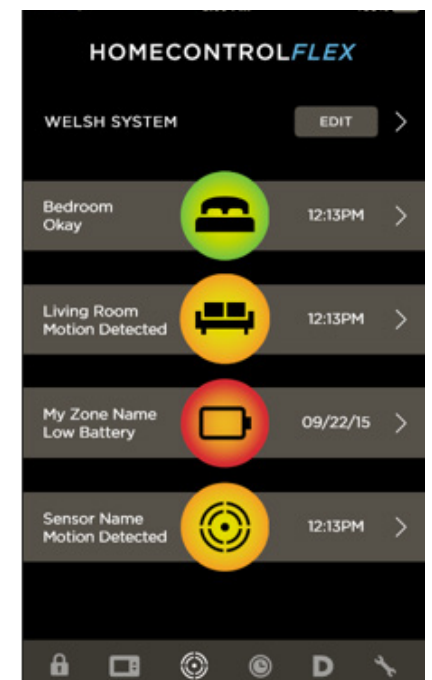 HOMECONTROLFLEX
WELSH SYSTEM
EDIT
Bedroom
Okay
12:13PM
Living Room
Motion Detected
12:13PM
My Zone Name
Low Battery
09/22/15
Sensor Name
Motion Detected
12:13PM
D